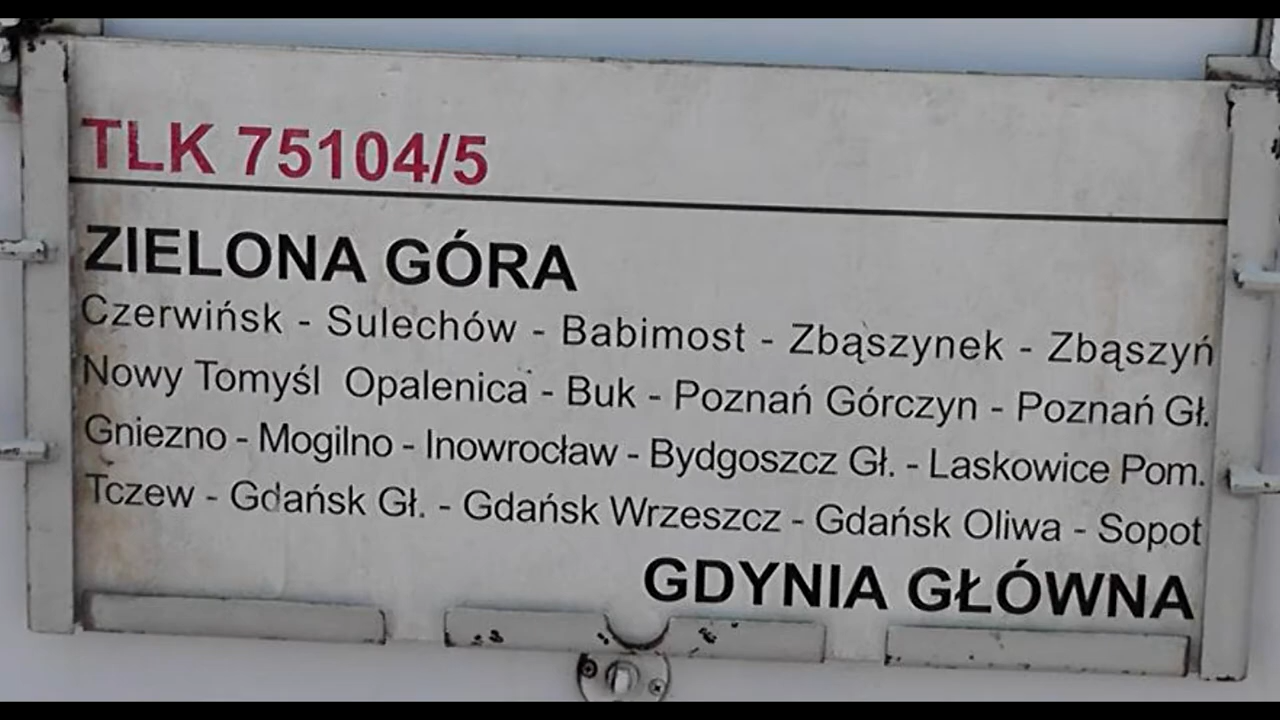 TLK 75104/5
ZIELONA GÓRA
Czerwińsk - Sulechów - Babimost - Zbąszynek - Zbąszyń
Nowy Tomyśl Opalenica - Buk - Poznań Górczyn - Poznań Gł.
Gniezno - Mogilno - Inowrocław - Bydgoszcz Gł. - Laskowice Pom.
Tczew - Gdańsk Gł. - Gdańsk Wrzeszcz - Gdańsk Oliwa - Sopot
GDYNIA GŁÓWNA